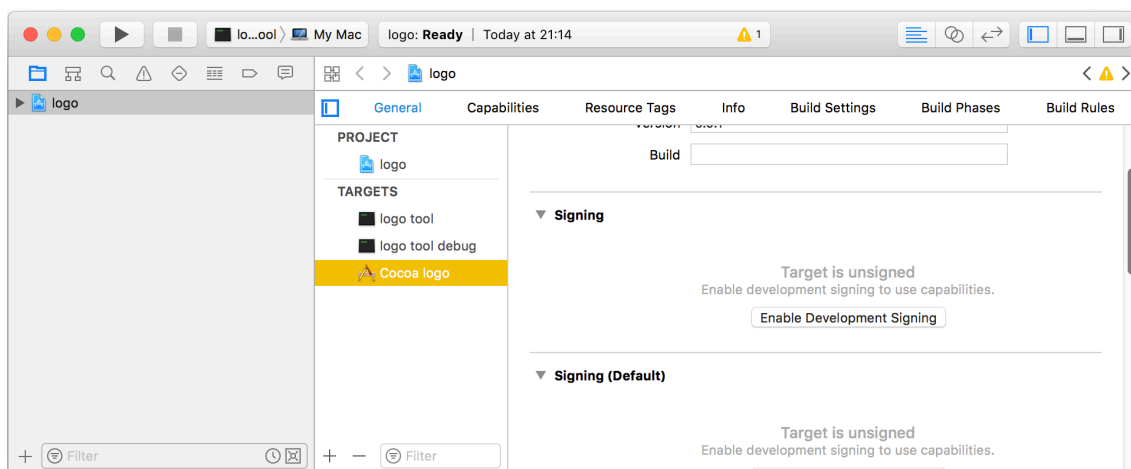 lo...ool 〉 My Mac
logo: Ready | Today at 21:14
1
logo
logo
General Capabilities Resource Tags Info Build Settings Build Phases Build Rules
PROJECT
logo
TARGETS
logo tool
logo tool debug
Cocoa logo
Build
Signing
Target is unsigned
Enable development signing to use capabilities.
Enable Development Signing
Signing (Default)
Target is unsigned
Enable development signing to use capabilities.
Filter
Filter